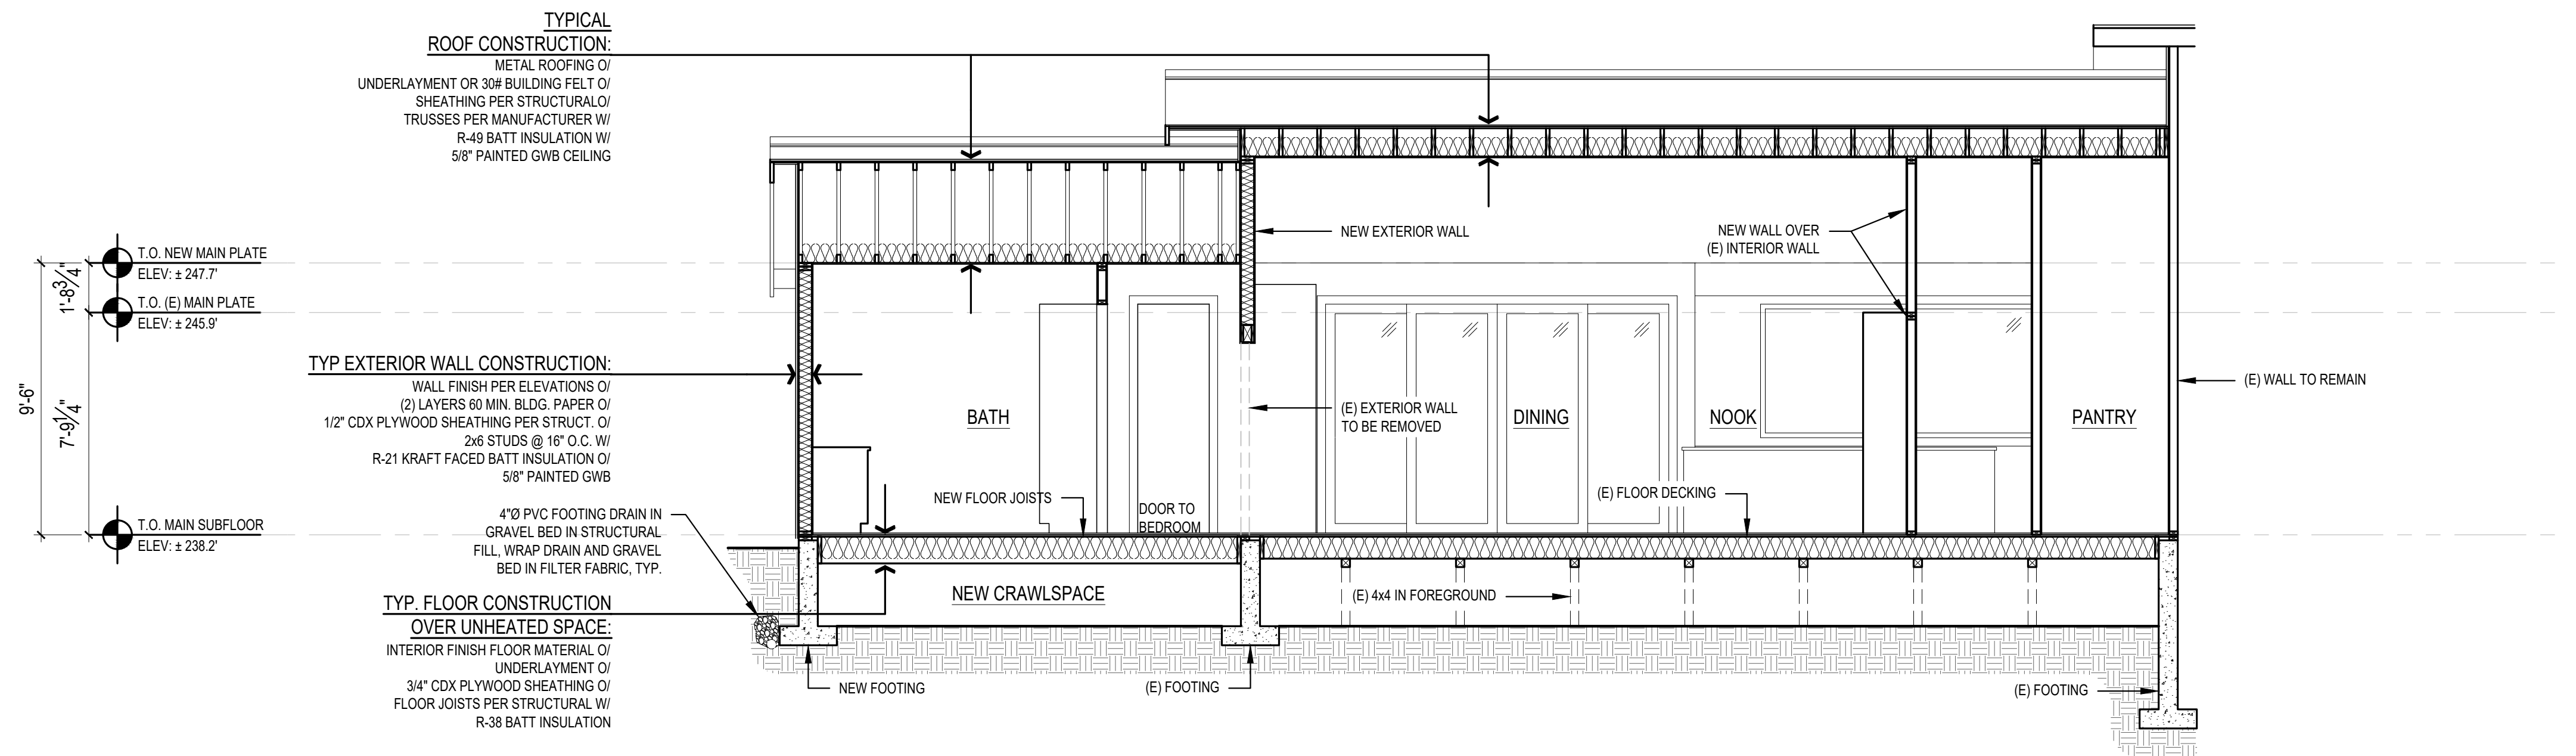 TYPICAL
ROOF CONSTRUCTION:
METAL ROOFING O/
UNDERLAYMENT OR 30# BUILDING FELT O/
SHEATHING PER STRUCTURALO/
TRUSSES PER MANUFACTURER W/
R-49 BATT INSULATION W/
5/8" PAINTED GWB CEILING
T.O. NEW MAIN PLATE
ELEV: ± 247.7'
T.O. (E) MAIN PLATE
ELEV: ± 245.9'
1'-8 3/4"
9'-6"
7'-9 1/4"
TYP EXTERIOR WALL CONSTRUCTION:
WALL FINISH PER ELEVATIONS O/
(2) LAYERS 60 MIN. BLDG. PAPER O/
1/2" CDX PLYWOOD SHEATHING PER STRUCT. O/
2x6 STUDS @ 16" O.C. W/
R-21 KRAFT FACED BATT INSULATION O/
5/8" PAINTED GWB
T.O. MAIN SUBFLOOR
ELEV: ± 238.2'
4"Ø PVC FOOTING DRAIN IN
GRAVEL BED IN STRUCTURAL
FILL, WRAP DRAIN AND GRAVEL
BED IN FILTER FABRIC, TYP.
TYP. FLOOR CONSTRUCTION
OVER UNHEATED SPACE:
INTERIOR FINISH FLOOR MATERIAL O/
UNDERLAYMENT O/
3/4" CDX PLYWOOD SHEATHING O/
FLOOR JOISTS PER STRUCTURAL W/
R-38 BATT INSULATION
NEW EXTERIOR WALL
NEW WALL OVER
(E) INTERIOR WALL
(E) WALL TO REMAIN
BATH
(E) EXTERIOR WALL
TO BE REMOVED
DINING
NOOK
PANTRY
NEW FLOOR JOISTS
DOOR TO
BEDROOM
(E) FLOOR DECKING
NEW CRAWLSPACE
(E) 4x4 IN FOREGROUND
NEW FOOTING
(E) FOOTING
(E) FOOTING